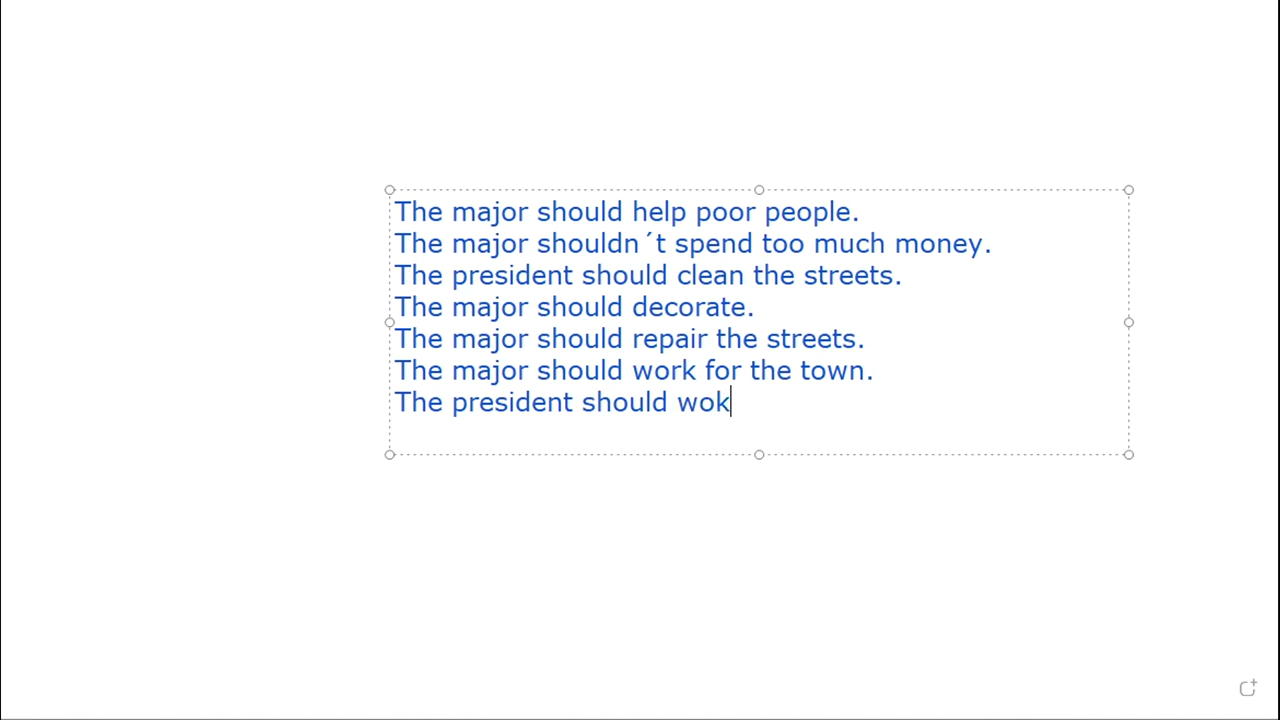 The major should help poor people.
The major shouldn´t spend too much money.
The president should clean the streets.
The major should decorate.
The major should repair the streets.
The major should work for the town.
The president should wok